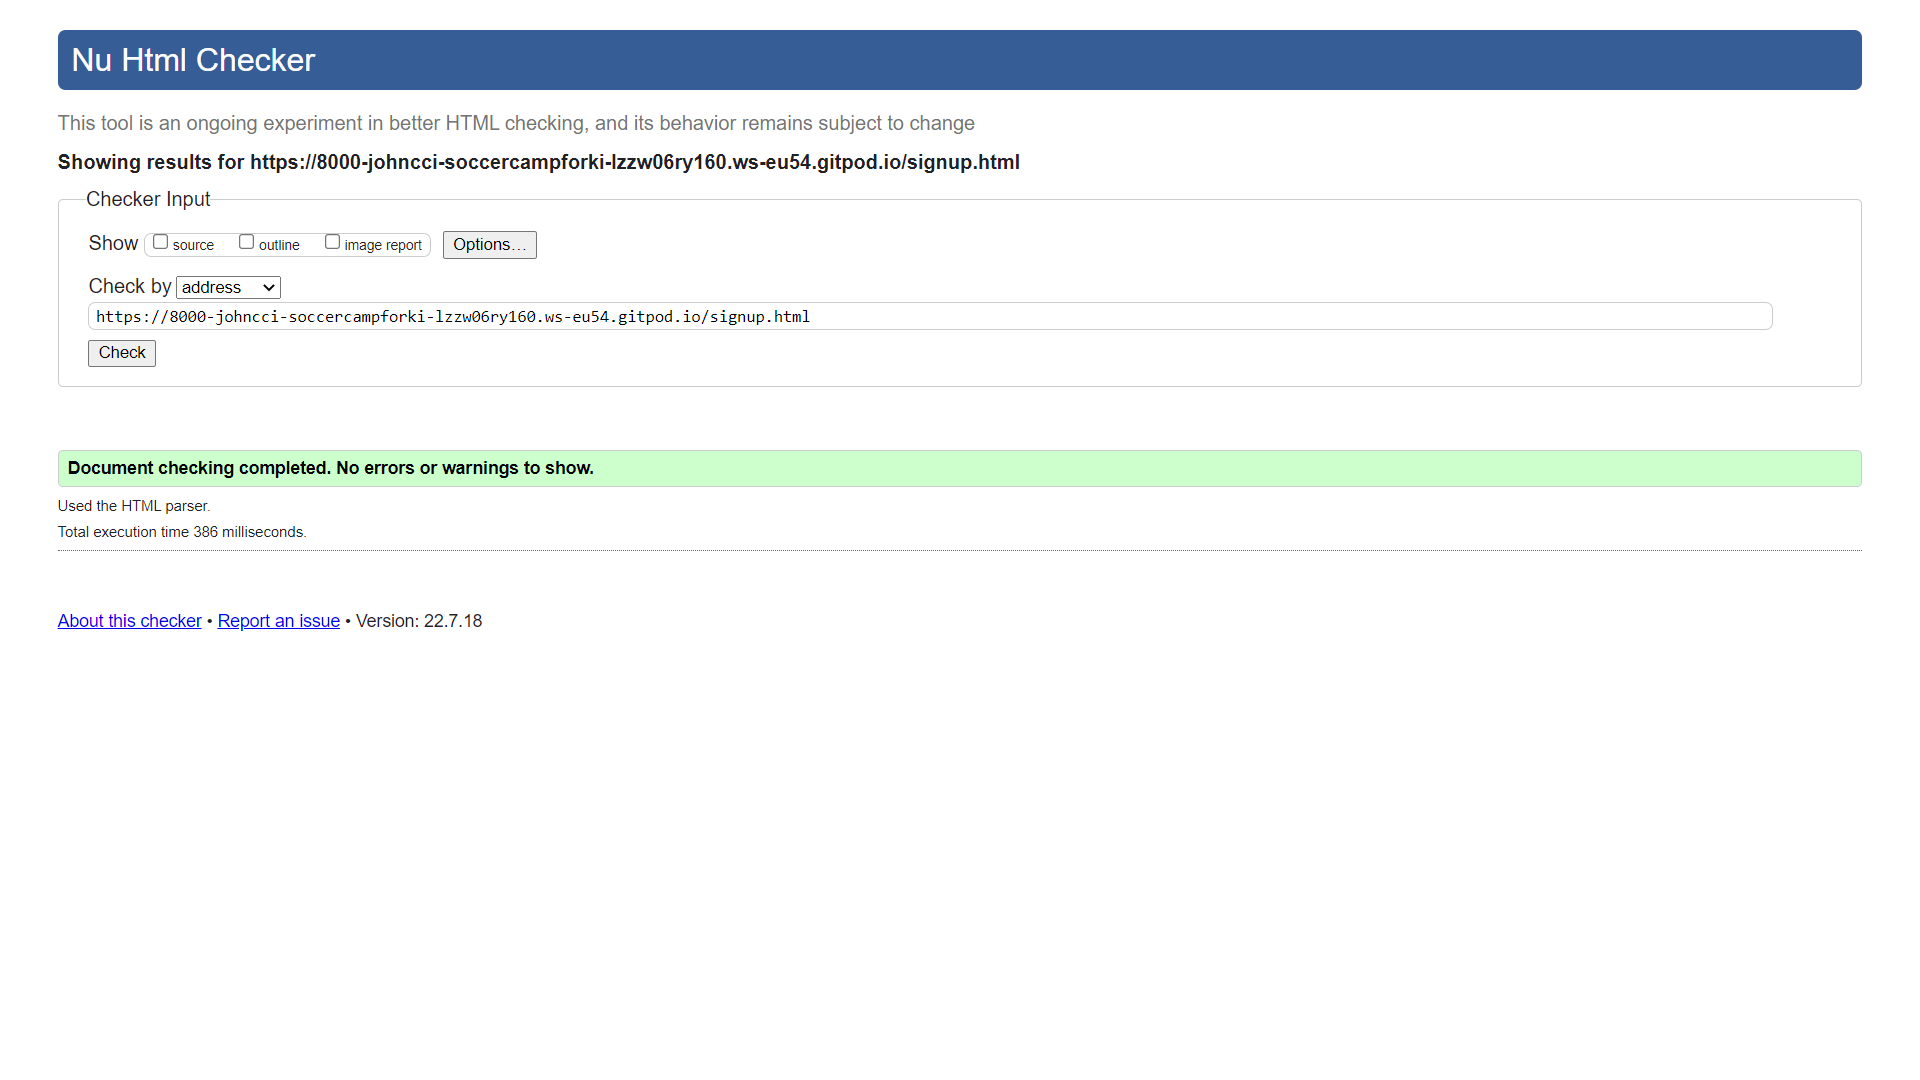 Nu Html Checker
This tool is an ongoing experiment in better HTML checking, and its behavior remains subject to change
Showing results for https://8000-johncci-soccercampforki-lzzw06ry160.ws-eu54.gitpod.io/signup.html
Checker Input
Show source outline image report Options…
Check by address
https://8000-johncci-soccercampforki-lzzw06ry160.ws-eu54.gitpod.io/signup.html
Check
Document checking completed. No errors or warnings to show.
Used the HTML parser.
Total execution time 386 milliseconds.
About this checker • Report an issue • Version: 22.7.18